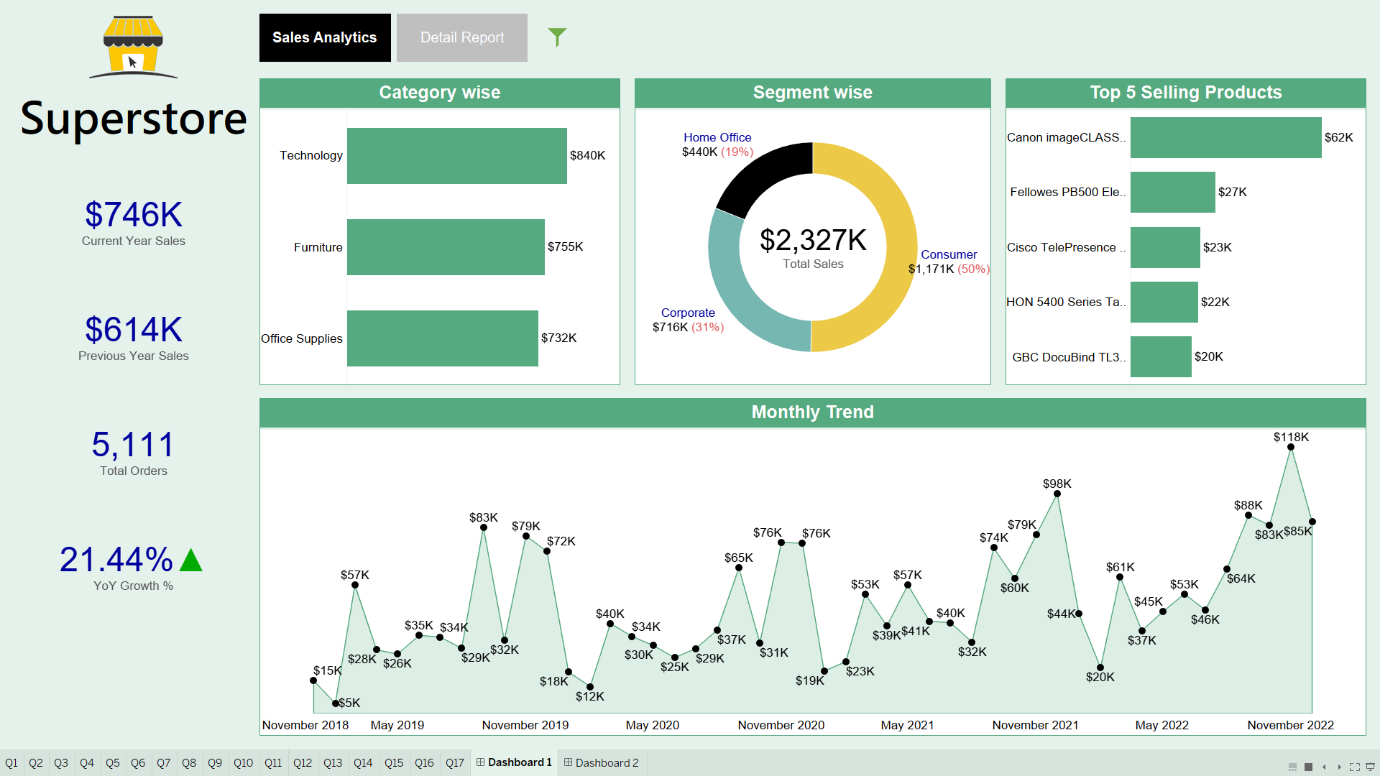 Superstore
$746K
Current Year Sales
$614K
Previous Year Sales
5,111
Total Orders
21.44%
YoY Growth %
Sales Analytics
Detail Report
Category wise
Technology
$840K
Furniture
$755K
Office Supplies
$732K
Segment wise
Home Office
$440K (19%)
$2,327K
Total Sales
Consumer
$1,171K (50%)
Corporate
$716K (31%)
Top 5 Selling Products
Canon imageCLASS..
$62K
Fellowes PB500 Ele..
$27K
Cisco TelePresence ..
$23K
HON 5400 Series Ta..
$22K
GBC DocuBind TL3..
$20K
Monthly Trend
$15K
$5K
$57K
$28K
$26K
$35K
$34K
$29K
$83K
$32K
$79K
$72K
$18K
$12K
$40K
$34K
$30K
$25K
$29K
$37K
$65K
$31K
$76K
$76K
$19K
$23K
$53K
$39K
$57K
$41K
$40K
$32K
$74K
$60K
$79K
$98K
$44K
$20K
$61K
$37K
$45K
$53K
$46K
$64K
$88K
$83K
$118K
$85K
November 2018 May 2019 November 2019 May 2020 November 2020 May 2021 November 2021 May 2022 November 2022
Q1 Q2 Q3 Q4 Q5 Q6 Q7 Q8 Q9 Q10 Q11 Q12 Q13 Q14 Q15 Q16 Q17 Dashboard 1 Dashboard 2